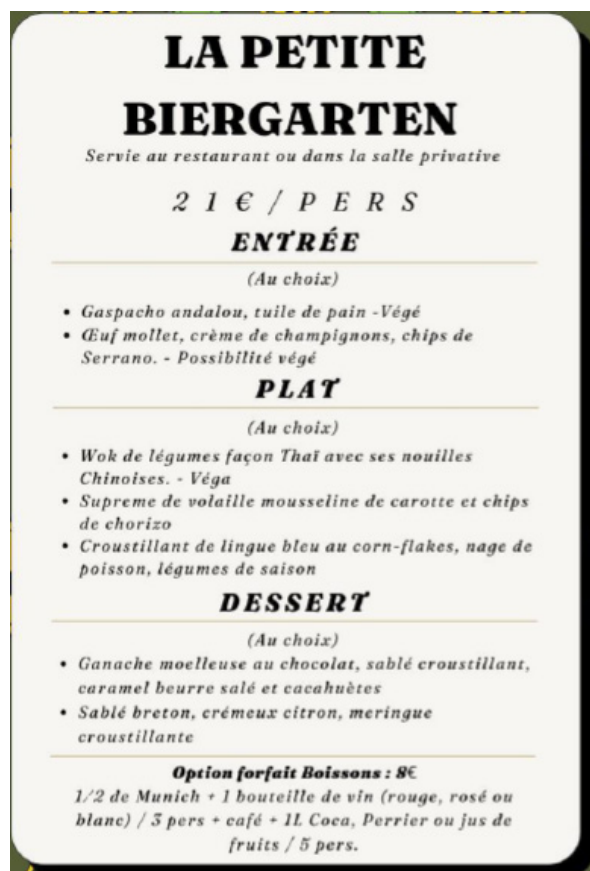 LA PETITE
BIERGARTEN
Servie au restaurant ou dans la salle privative
21€/PERS
ENTRÉE
(Au choix)
• Gaspacho andalou, tuile de pain -Végé
• Œuf mollet, crème de champignons, chips de
Serrano. - Possibilité végé
PLAT
(Au choix)
• Wok de légumes façon Thaï avec ses nouilles
Chinoises. - Véga
• Supreme de volaille mousseline de carotte et chips
de chorizo
• Croustillant de lingue bleu au corn-flakes, nage de
poisson, légumes de saison
DESSERT
(Au choix)
• Ganache moelleuse au chocolat, sablé croustillant,
caramel beurre salé et cacahuètes
• Sablé breton, crémeux citron, meringue
croustillante
Option forfait Boissons : 8€
1/2 de Munich + 1 bouteille de vin (rouge, rosé ou
blanc) / 3 pers + café + 1L Coca, Perrier ou jus de
fruits / 5 pers.